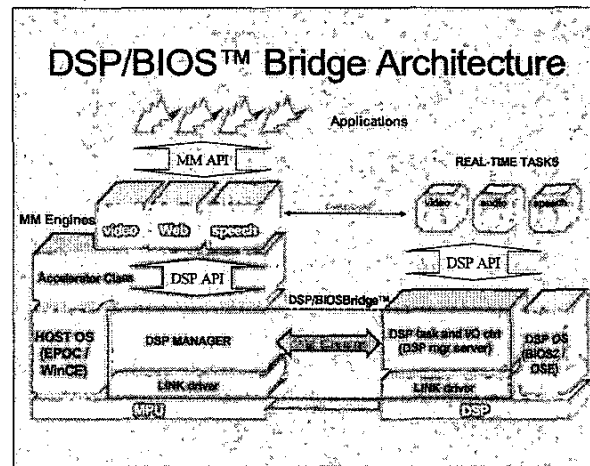 DSP/BIOS™ Bridge Architecture
Applications
MM API
REAL-TIME TASKS
MM Engines
video Web speech
video audio speech
Accelerator Class
DSP API
DSP API
DSP/BIOSBridge™
HOST OS
(EPOC /
WinCE)
DSP MANAGER
DSP task and I/O ctrl
(DSP mgr server)
DSP OS
(BIOS2 /
OSE)
LINK driver
LINK driver
MPU
DSP